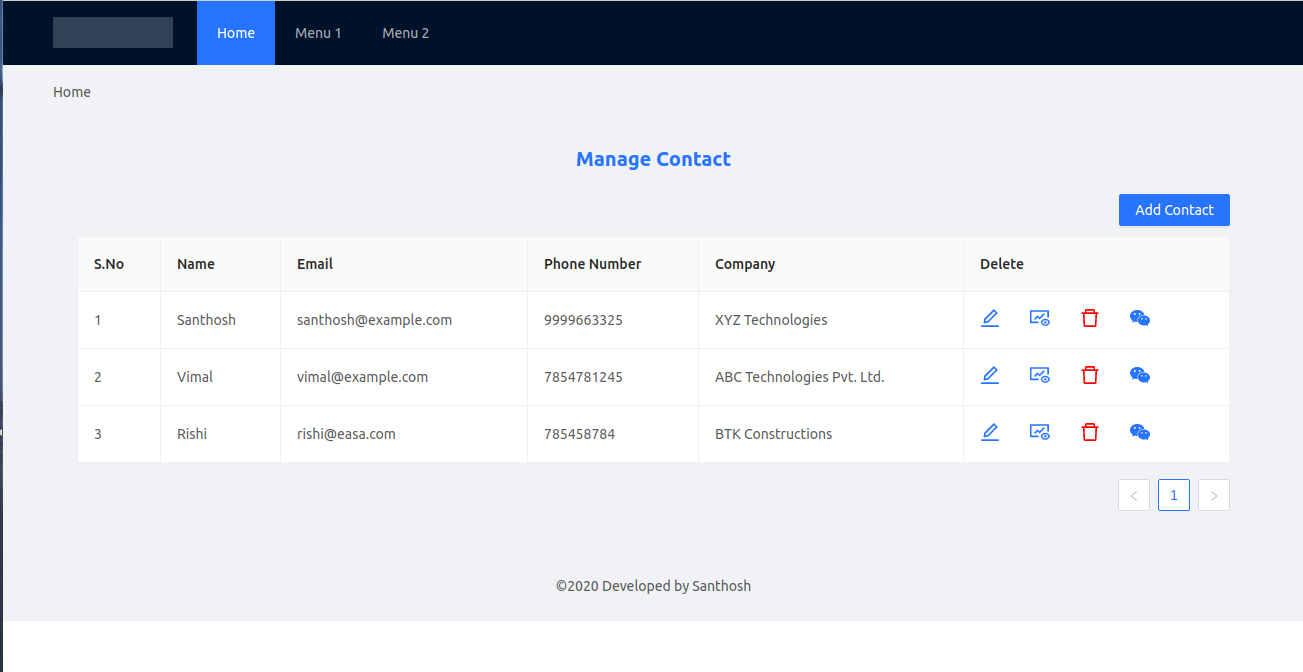 Home Menu 1 Menu 2
Home
Manage Contact
Add Contact
S.No Name Email Phone Number Company Delete
1 Santhosh santhosh@example.com 9999663325 XYZ Technologies
2 Vimal vimal@example.com 7854781245 ABC Technologies Pvt. Ltd.
3 Rishi rishi@easa.com 785458784 BTK Constructions
< 1 >
©2020 Developed by Santhosh